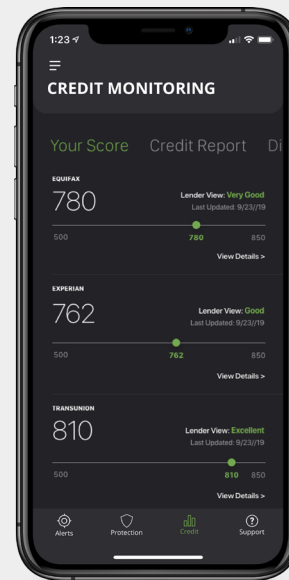 1:23
CREDIT MONITORING
Your Score Credit Report Di
EQUIFAX
780
Lender View: Very Good
Last Updated: 9/23//19
500 780 850
View Details >
EXPERIAN
762
Lender View: Good
Last Updated: 9/23//19
500 762 850
View Details >
TRANSUNION
810
Lender View: Excellent
Last Updated: 9/23//19
500 810 850
View Details >
Alerts Protection Credit Support